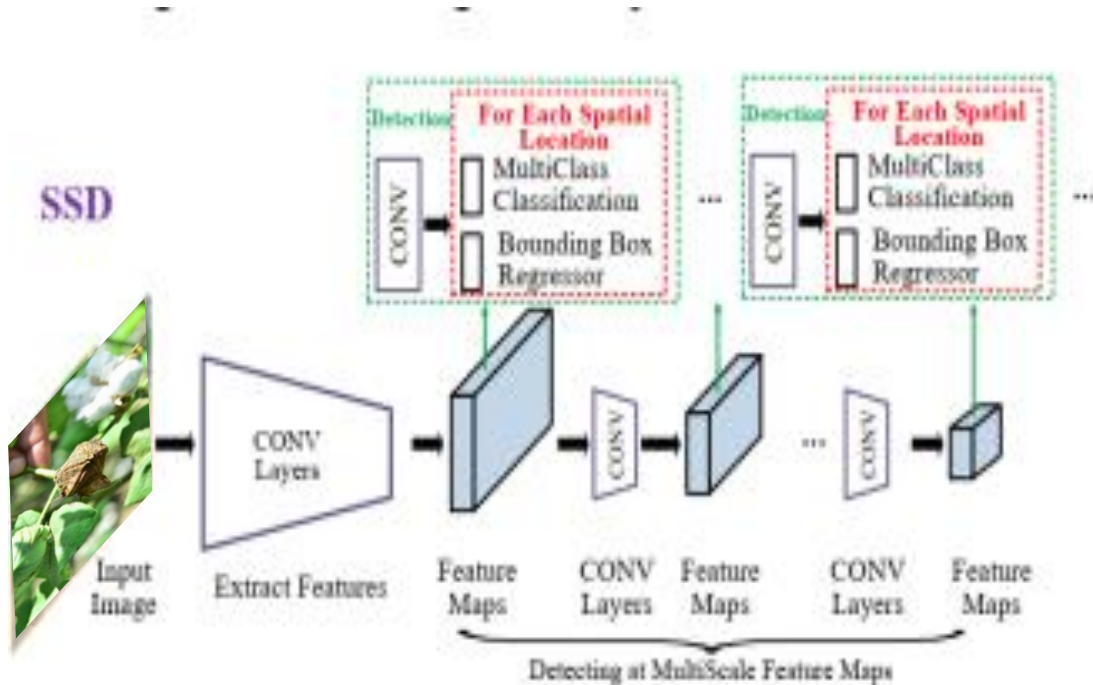 SSD
Detection
For Each Spatial
Location
CONV
MultiClass
Classification
Bounding Box
Regressor
...
Detection
For Each Spatial
Location
CONV
MultiClass
Classification
Bounding Box
Regressor
...
CONV
Layers
CONV
...
CONV
Input
Image
Extract Features
Feature
Maps
CONV
Layers
Feature
Maps
CONV
Layers
Feature
Maps
Detecting at MultiScale Feature Maps